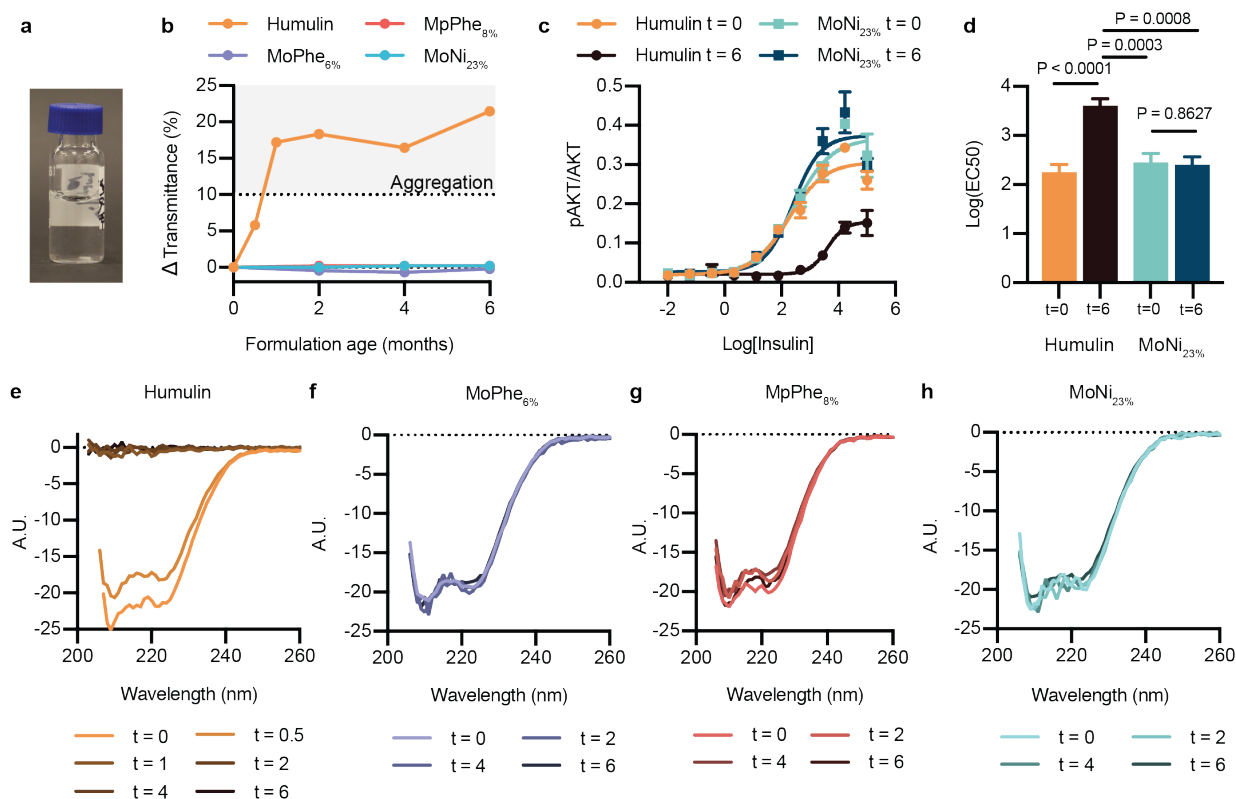 a
b
Humulin
MpPhe8%
MoPhe6%
MoNi23%
25
20
15
10
5
0
Δ Transmittance (%)
Aggregation
0 2 4 6
Formulation age (months)
c
Humulin t = 0
MoNi23% t = 0
Humulin t = 6
MoNi23% t = 6
0.5
0.4
0.3
0.2
0.1
0.0
pAKT/AKT
-2 0 2 4 6
Log[Insulin]
d
P = 0.0008
P = 0.0003
P < 0.0001
P = 0.8627
4
3
2
1
0
Log(EC50)
t=0 t=6 t=0 t=6
Humulin MoNi23%
e
Humulin
0
-5
-10
-15
-20
-25
A.U.
200 220 240 260
Wavelength (nm)
t = 0 t = 0.5
t = 1 t = 2
t = 4 t = 6
f
MoPhe6%
0
-5
-10
-15
-20
-25
A.U.
200 220 240 260
Wavelength (nm)
t = 0 t = 2
t = 4 t = 6
g
MpPhe8%
0
-5
-10
-15
-20
-25
A.U.
200 220 240 260
Wavelength (nm)
t = 0 t = 2
t = 4 t = 6
h
MoNi23%
0
-5
-10
-15
-20
-25
A.U.
200 220 240 260
Wavelength (nm)
t = 0 t = 2
t = 4 t = 6